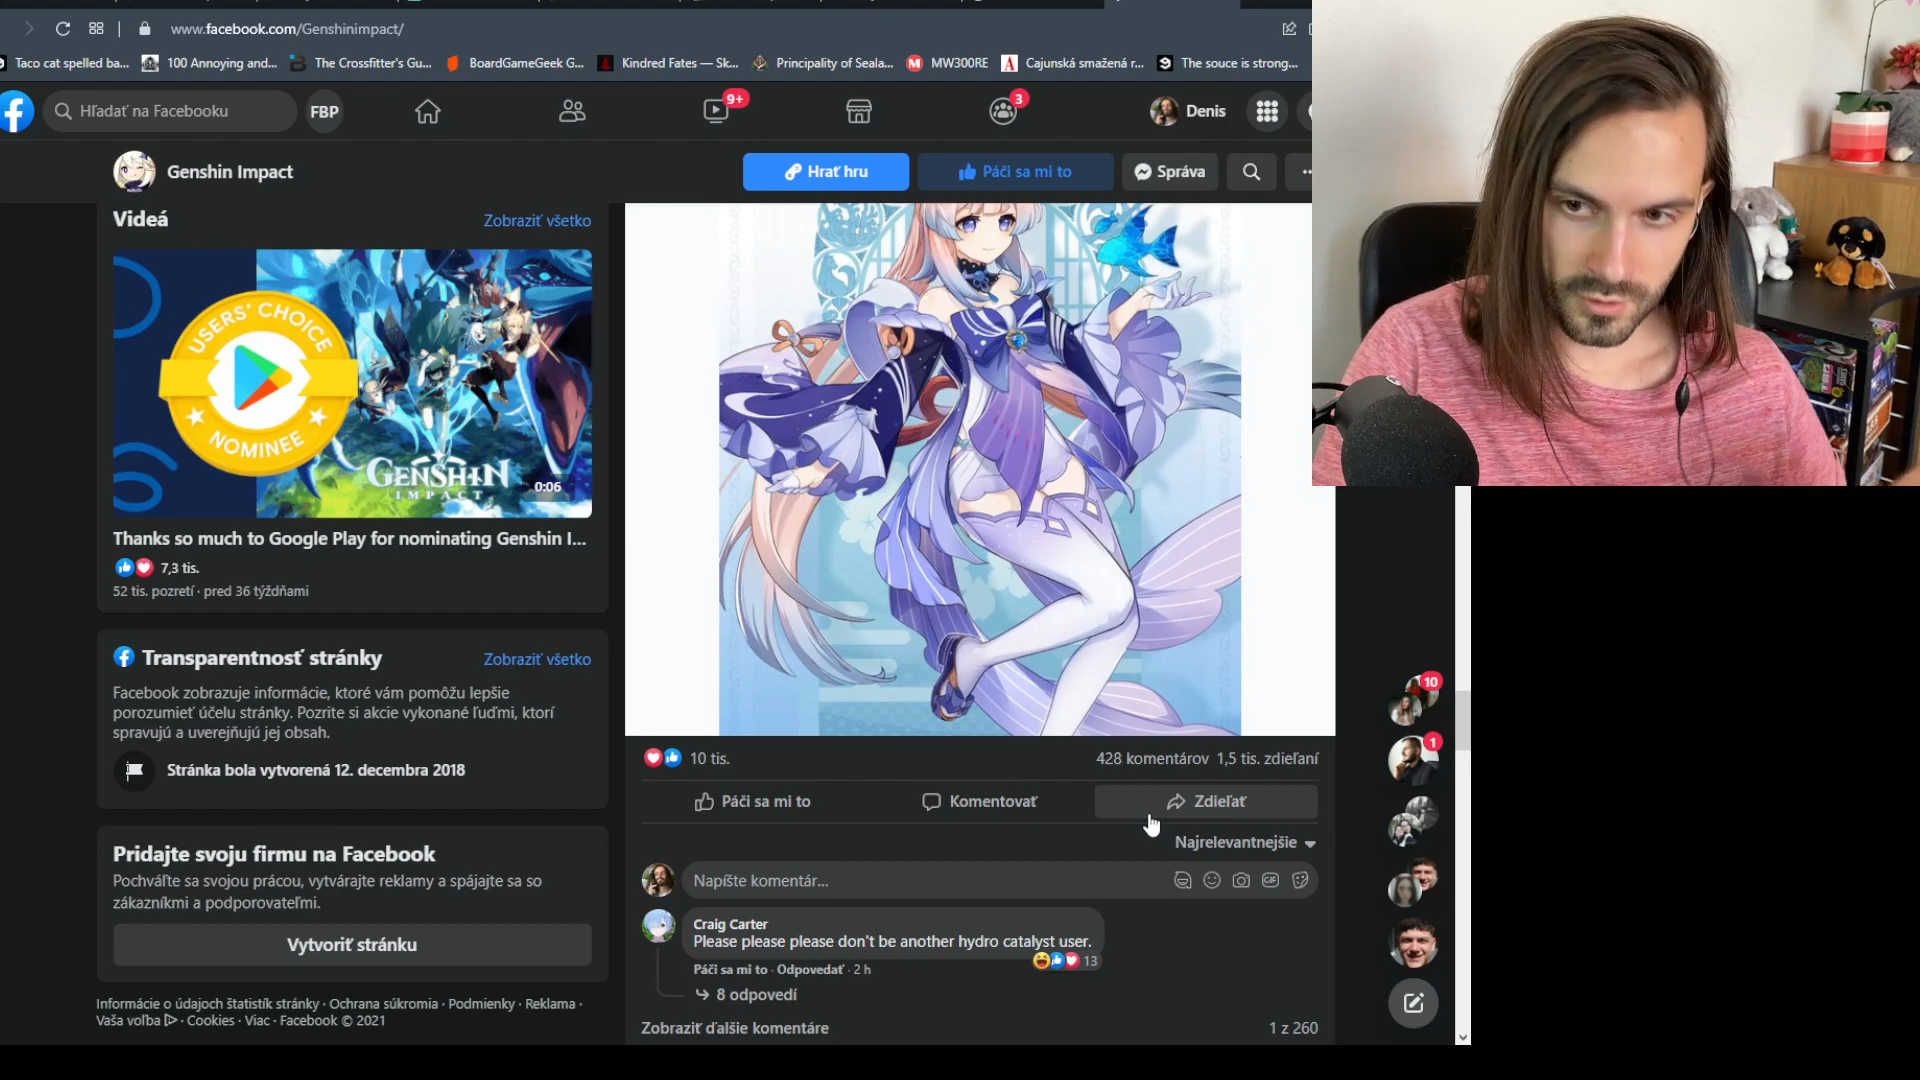 www.facebook.com/Genshinimpact/
Taco cat spelled ba...
100 Annoying and...
The Crossfitter's Gu...
BoardGameGeek G...
Kindred Fates — Sk...
Principality of Seala...
MW300RE
Cajunská smažená r...
The souce is strong...
Hľadať na Facebooku
FBP
9+
3
Denis
Genshin Impact
Hrať hru
Páči sa mi to
Správa
Videá
Zobraziť všetko
USERS' CHOICE
NOMINEE
GENSHIN
IMPACT
0:06
Thanks so much to Google Play for nominating Genshin I...
7,3 tis.
52 tis. pozretí · pred 36 týždňami
Transparentnosť stránky
Zobraziť všetko
Facebook zobrazuje informácie, ktoré vám pomôžu lepšie
porozumieť účelu stránky. Pozrite si akcie vykonané ľuďmi, ktorí
spravujú a uverejňujú jej obsah.
Stránka bola vytvorená 12. decembra 2018
Pridajte svoju firmu na Facebook
Pochváľte sa svojou prácou, vytvárajte reklamy a spájajte sa so
zákazníkmi a podporovateľmi.
Vytvoriť stránku
Informácie o údajoch štatistík stránky · Ochrana súkromia · Podmienky · Reklama ·
Vaša voľba · Cookies · Viac · Facebook © 2021
10 tis.
428 komentárov 1,5 tis. zdieľaní
Páči sa mi to
Komentovať
Zdieľať
Najrelevantnejšie
Napíšte komentár...
GIF
Craig Carter
Please please please don't be another hydro catalyst user.
13
Páči sa mi to · Odpovedať · 2 h
8 odpovedí
Zobraziť ďalšie komentáre
1 z 260
10
1